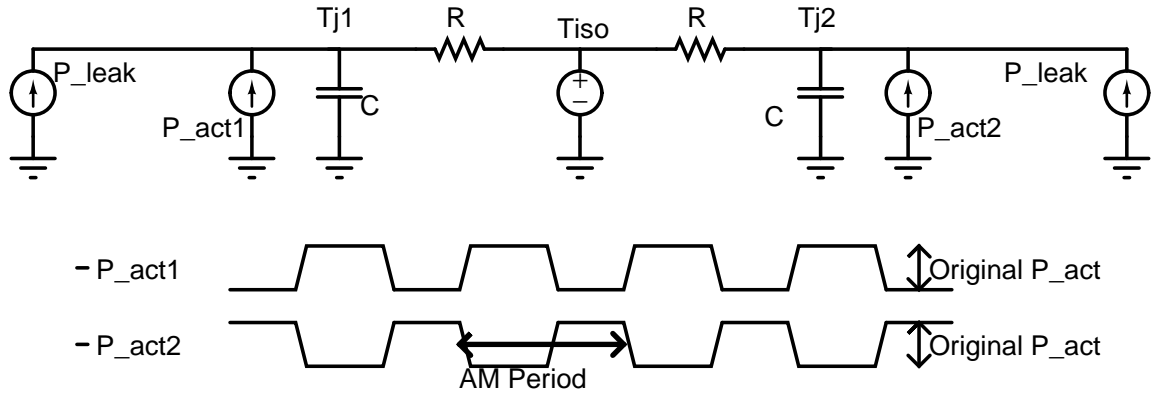 Tj1 R Tiso R Tj2
P_leak P_leak
+
−
C C
P_act1 P_act2
- P_act1 Original P_act
- P_act2 Original P_act
AM Period